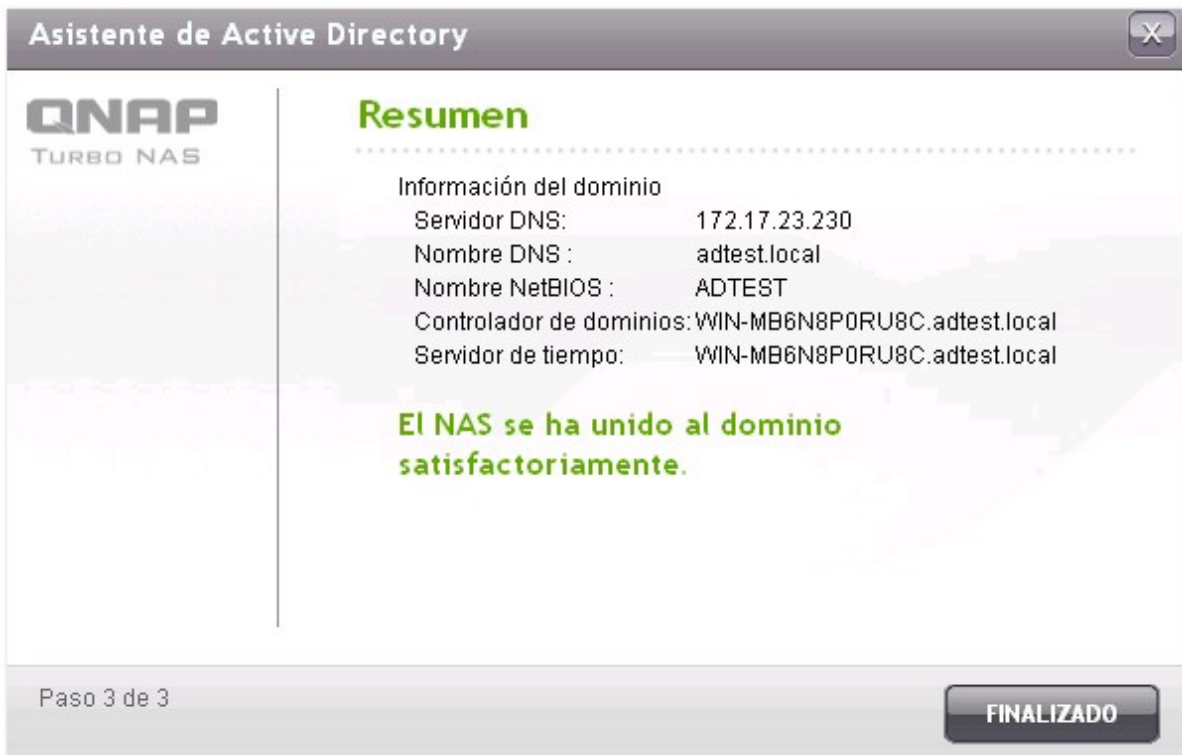 Asistente de Active Directory
X
QNAP
TURBO NAS
Resumen
Información del dominio
Servidor DNS: 172.17.23.230
Nombre DNS : adtest.local
Nombre NetBIOS : ADTEST
Controlador de dominios: WIN-MB6N8P0RU8C.adtest.local
Servidor de tiempo: WIN-MB6N8P0RU8C.adtest.local
El NAS se ha unido al dominio
satisfactoriamente.
Paso 3 de 3
FINALIZADO